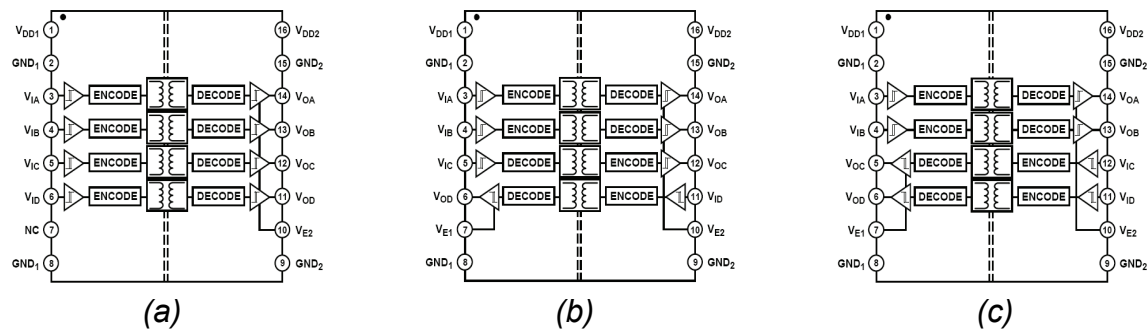 VDD1 1 16 VDD2
GND1 2 15 GND2
VIA 3 ENCODE DECODE 14 VOA
VIB 4 ENCODE DECODE 13 VOB
VIC 5 ENCODE DECODE 12 VOC
VID 6 ENCODE DECODE 11 VOD
NC 7 10 VE2
GND1 8 9 GND2
(a)
VDD1 1 16 VDD2
GND1 2 15 GND2
VIA 3 ENCODE DECODE 14 VOA
VIB 4 ENCODE DECODE 13 VOB
VIC 5 DECODE ENCODE 12 VOC
VOD 6 DECODE ENCODE 11 VID
VE1 7 10 VE2
GND1 8 9 GND2
(b)
VDD1 1 16 VDD2
GND1 2 15 GND2
VIA 3 ENCODE DECODE 14 VOA
VIB 4 ENCODE DECODE 13 VOB
VOC 5 DECODE ENCODE 12 VIC
VOD 6 DECODE ENCODE 11 VID
VE1 7 10 VE2
GND1 8 9 GND2
(c)